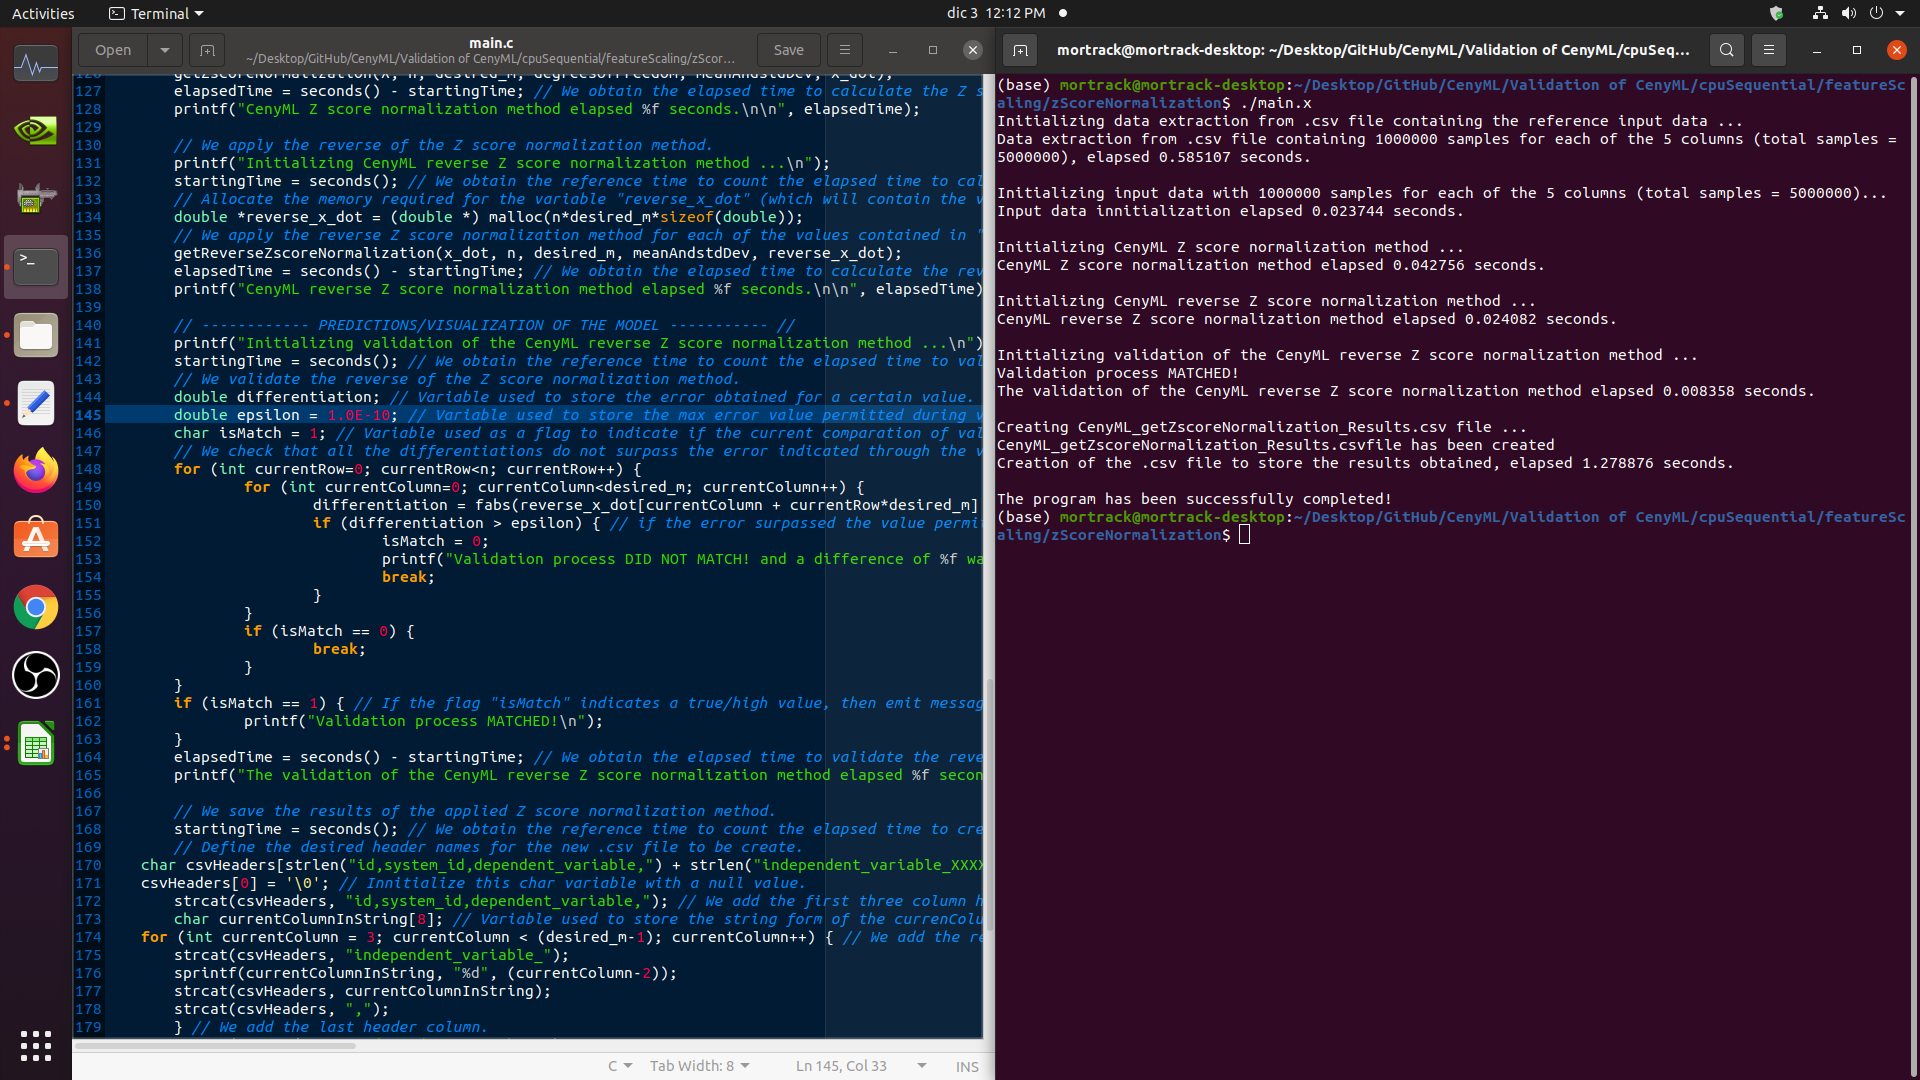 Activities
Terminal
dic 3 12:12 PM
Open
main.c
~/Desktop/GitHub/CenyML/Validation of CenyML/cpuSequential/featureScaling/zScor...
Save
127 elapsedTime = seconds() - startingTime; // We obtain the elapsed time to calculate the Z s
128 printf("CenyML Z score normalization method elapsed %f seconds.\n\n", elapsedTime);
129
130 // We apply the reverse of the Z score normalization method.
131 printf("Initializing CenyML reverse Z score normalization method ...\n");
132 startingTime = seconds(); // We obtain the reference time to count the elapsed time to cal
133 // Allocate the memory required for the variable "reverse_x_dot" (which will contain the v
134 double *reverse_x_dot = (double *) malloc(n*desired_m*sizeof(double));
135 // We apply the reverse Z score normalization method for each of the values contained in "
136 getReverseZscoreNormalization(x_dot, n, desired_m, meanAndstdDev, reverse_x_dot);
137 elapsedTime = seconds() - startingTime; // We obtain the elapsed time to calculate the rev
138 printf("CenyML reverse Z score normalization method elapsed %f seconds.\n\n", elapsedTime)
139
140 // ------------ PREDICTIONS/VISUALIZATION OF THE MODEL ----------- //
141 printf("Initializing validation of the CenyML reverse Z score normalization method ...\n")
142 startingTime = seconds(); // We obtain the reference time to count the elapsed time to val
143 // We validate the reverse of the Z score normalization method.
144 double differentiation; // Variable used to store the error obtained for a certain value.
145 double epsilon = 1.0E-10; // Variable used to store the max error value permitted during v
146 char isMatch = 1; // Variable used as a flag to indicate if the current comparation of val
147 // We check that all the differentiations do not surpass the error indicated through the v
148 for (int currentRow=0; currentRow<n; currentRow++) {
149 for (int currentColumn=0; currentColumn<desired_m; currentColumn++) {
150 differentiation = fabs(reverse_x_dot[currentColumn + currentRow*desired_m]
151 if (differentiation > epsilon) { // if the error surpassed the value permit
152 isMatch = 0;
153 printf("Validation process DID NOT MATCH! and a difference of %f wa
154 break;
155 }
156 }
157 if (isMatch == 0) {
158 break;
159 }
160 }
161 if (isMatch == 1) { // If the flag "isMatch" indicates a true/high value, then emit messag
162 printf("Validation process MATCHED!\n");
163 }
164 elapsedTime = seconds() - startingTime; // We obtain the elapsed time to validate the reve
165 printf("The validation of the CenyML reverse Z score normalization method elapsed %f secon
166
167 // We save the results of the applied Z score normalization method.
168 startingTime = seconds(); // We obtain the reference time to count the elapsed time to cre
169 // Define the desired header names for the new .csv file to be create.
170 char csvHeaders[strlen("id,system_id,dependent_variable,") + strlen("independent_variable_XXXX
171 csvHeaders[0] = '\0'; // Innitialize this char variable with a null value.
172 strcat(csvHeaders, "id,system_id,dependent_variable,"); // We add the first three column h
173 char currentColumnInString[8]; // Variable used to store the string form of the currenColu
174 for (int currentColumn = 3; currentColumn < (desired_m-1); currentColumn++) { // We add the re
175 strcat(csvHeaders, "independent_variable_");
176 sprintf(currentColumnInString, "%d", (currentColumn-2));
177 strcat(csvHeaders, currentColumnInString);
178 strcat(csvHeaders, ",");
179 } // We add the last header column.
C
Tab Width: 8
Ln 145, Col 33
INS
mortrack@mortrack-desktop: ~/Desktop/GitHub/CenyML/Validation of CenyML/cpuSeq...
(base) mortrack@mortrack-desktop:~/Desktop/GitHub/CenyML/Validation of CenyML/cpuSequential/featureSc
aling/zScoreNormalization$ ./main.x
Initializing data extraction from .csv file containing the reference input data ...
Data extraction from .csv file containing 1000000 samples for each of the 5 columns (total samples =
5000000), elapsed 0.585107 seconds.

Initializing input data with 1000000 samples for each of the 5 columns (total samples = 5000000)...
Input data innitialization elapsed 0.023744 seconds.

Initializing CenyML Z score normalization method ...
CenyML Z score normalization method elapsed 0.042756 seconds.

Initializing CenyML reverse Z score normalization method ...
CenyML reverse Z score normalization method elapsed 0.024082 seconds.

Initializing validation of the CenyML reverse Z score normalization method ...
Validation process MATCHED!
The validation of the CenyML reverse Z score normalization method elapsed 0.008358 seconds.

Creating CenyML_getZscoreNormalization_Results.csv file ...
CenyML_getZscoreNormalization_Results.csvfile has been created
Creation of the .csv file to store the results obtained, elapsed 1.278876 seconds.

The program has been successfully completed!
(base) mortrack@mortrack-desktop:~/Desktop/GitHub/CenyML/Validation of CenyML/cpuSequential/featureSc
aling/zScoreNormalization$